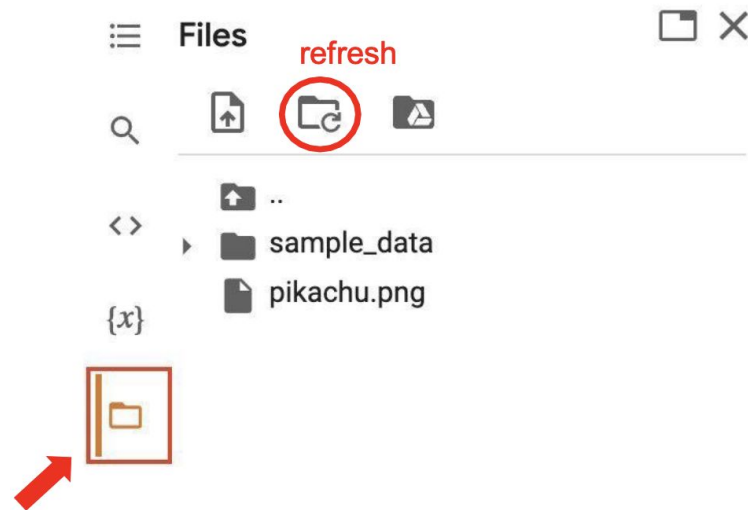 Files
refresh
..
sample_data
pikachu.png
<>
{x}